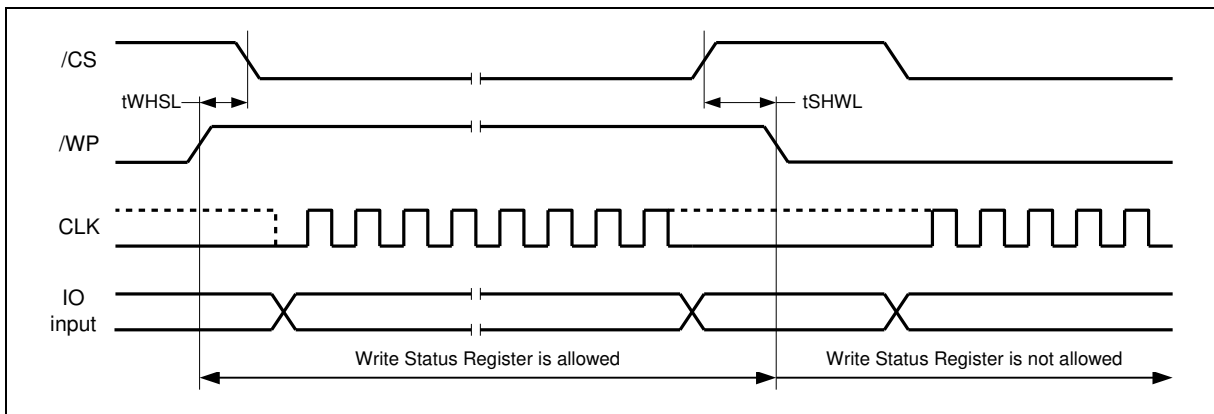 /CS
tWHSL
tSHWL
/WP
CLK
IO
input
Write Status Register is allowed
Write Status Register is not allowed